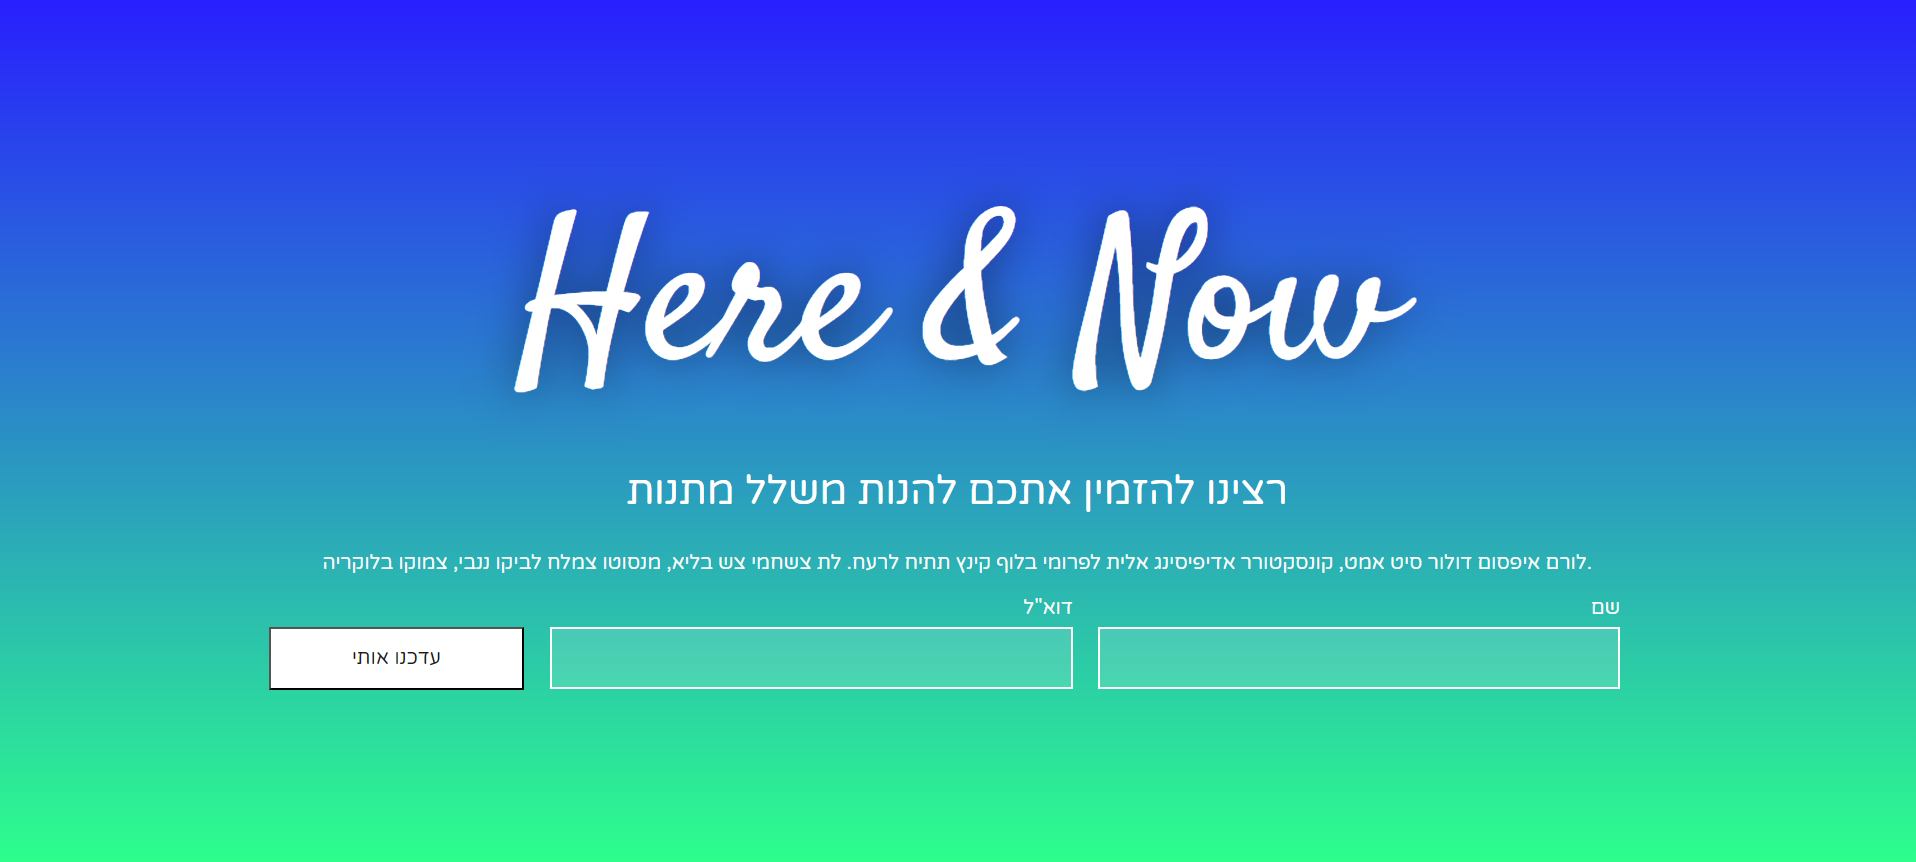 Here & Now
רצינו להזמין אתכם להנות משלל מתנות
לורם איפסום דולור סיט אמט, קונסקטורר אדיפיסינג אלית לפרומי בלוף קינץ תתיח לרעח. לת צשחמי צש בליא, מנסוטו צמלח לביקו ננבי, צמוקו בלוקריה.
שם
דוא"ל
עדכנו אותי